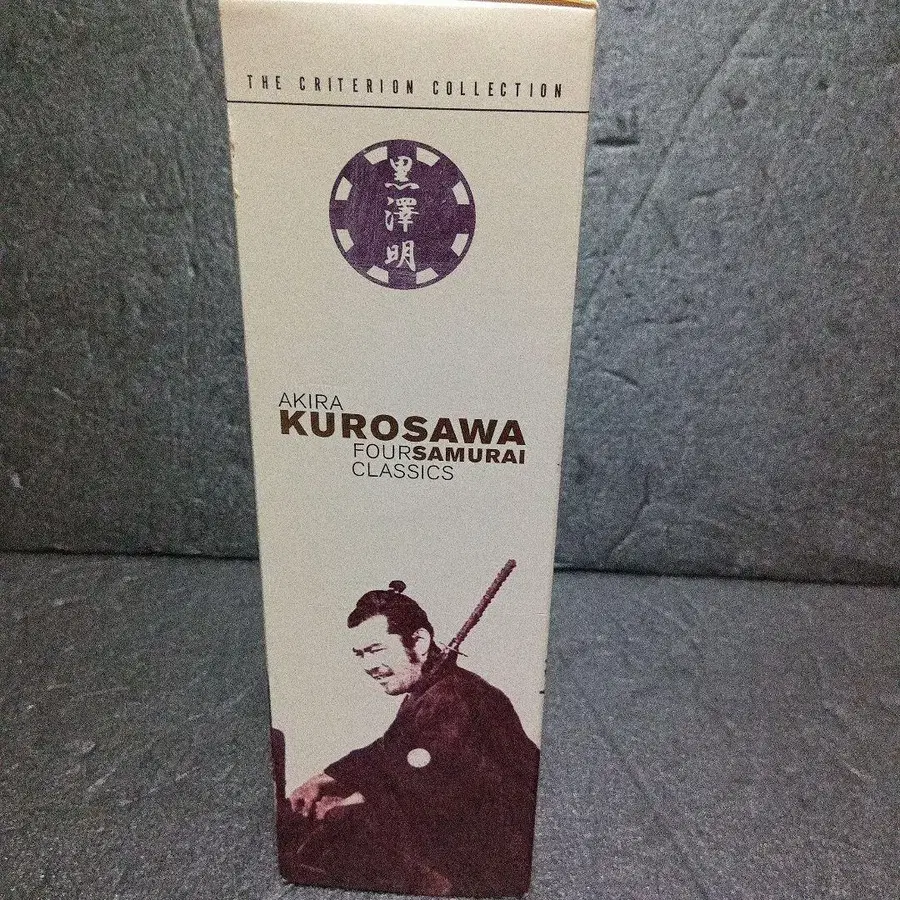 THE CRITERION COLLECTION
黒澤明
AKIRA
KUROSAWA
FOURSAMURAI
CLASSICS